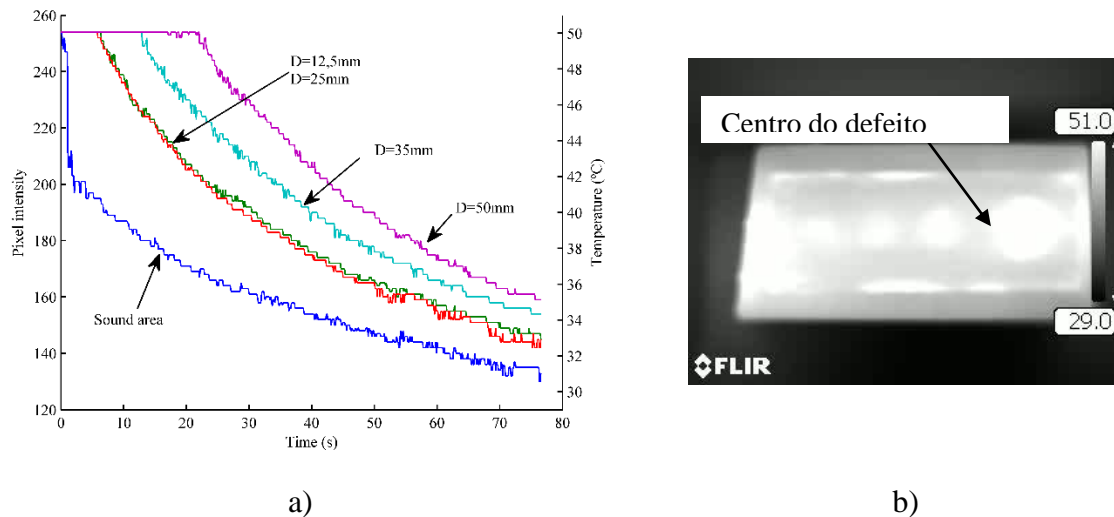 260
240
220
200
180
160
140
120
Pixel intensity
0 10 20 30 40 50 60 70 80
Time (s)
50
48
46
44
42
40
38
36
34
32
30
Temperature (°C)
D=12,5mm
D=25mm
D=35mm
D=50mm
Sound area
Centro do defeito
51.0
29.0
FLIR
a)
b)